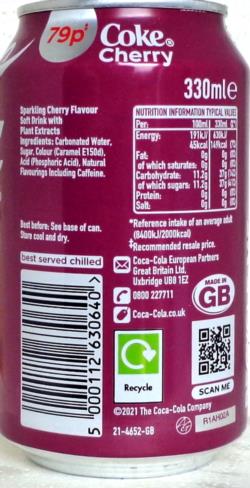 79p‡
Coke®
Cherry
330ml℮
Sparkling Cherry Flavour
Soft Drink with
Plant Extracts
Ingredients: Carbonated Water,
Sugar, Colour (Caramel E150d),
Acid (Phosphoric Acid), Natural
Flavourings Including Caffeine.
Best before: See base of can.
Store cool and dry.
best served chilled
NUTRITION INFORMATION TYPICAL VALUES
Per: 100ml 330ml
Energy: 191kJ/ 630kJ/
45kcal 149kcal
Fat: 0g 0g
of which saturates: 0g 0g
Carbohydrate: 11.2g 37g
of which sugars: 11.2g 37g
Protein: 0g 0g
Salt: 0g 0g
*Reference intake of an average adult
(8400kJ/2000kcal)
‡Recommended resale price.
Coca-Cola European Partners
Great Britain Ltd,
Uxbridge UB8 1EZ
0800 227711
Coca-Cola.co.uk
MADE IN
GB
5 000112 630640 >
Recycle
SCAN ME
©2021 The Coca-Cola Company
21-4652-GB
R1AH02A